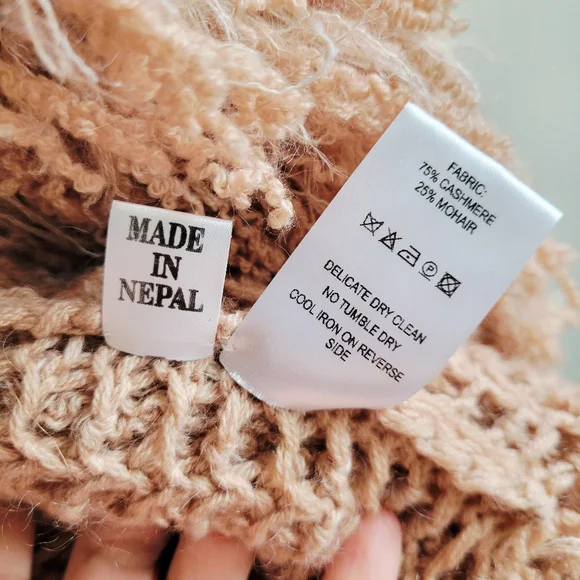 MADE
IN
NEPAL
FABRIC:
75% CASHMERE
25% MOHAIR
DELICATE DRY CLEAN
NO TUMBLE DRY
COOL IRON ON REVERSE
SIDE